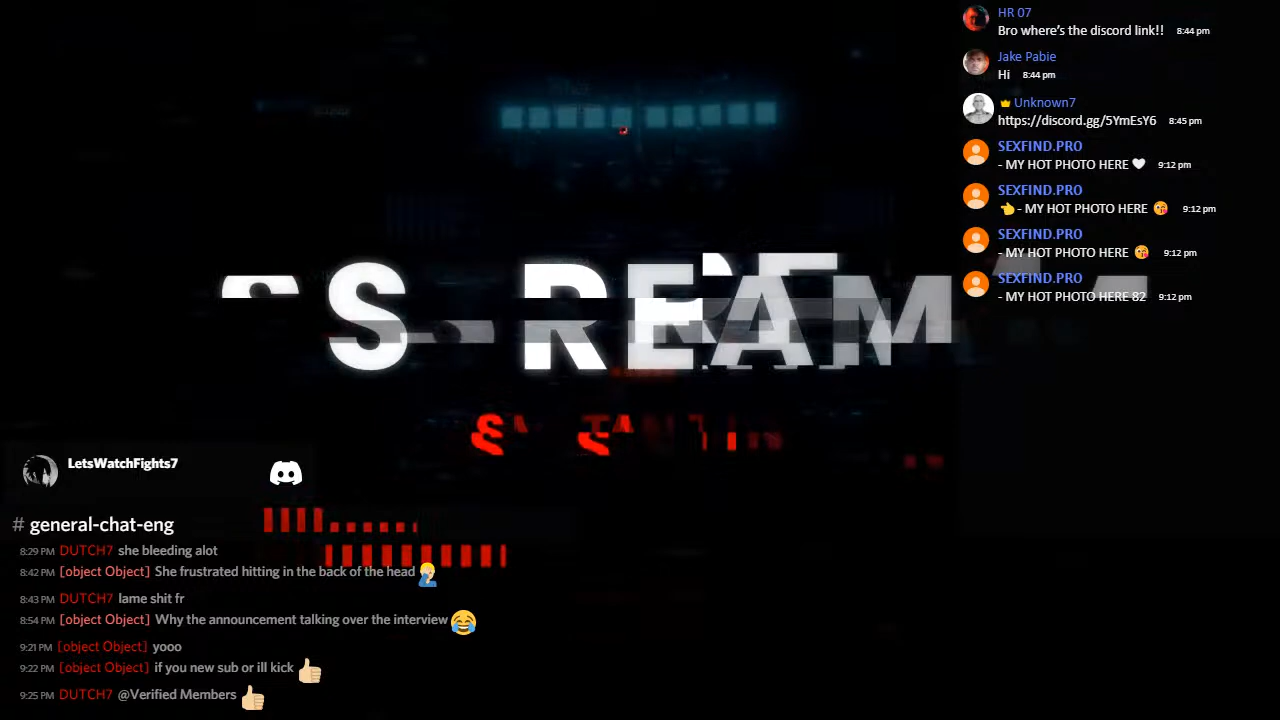 HR 07
Bro where's the discord link!! 8:44 pm
Jake Pabie
Hi 8:44 pm
Unknown7
https://discord.gg/5YmEsY6 8:45 pm
SEXFIND.PRO
- MY HOT PHOTO HERE 🤍 9:12 pm
SEXFIND.PRO
👈 - MY HOT PHOTO HERE 😘 9:12 pm
SEXFIND.PRO
- MY HOT PHOTO HERE 😘 9:12 pm
SEXFIND.PRO
- MY HOT PHOTO HERE 82 9:12 pm
LetsWatchFights7
# general-chat-eng
8:29 PM DUTCH7 she bleeding alot
8:42 PM [object Object] She frustrated hitting in the back of the head 🤦🏼‍♂️
8:43 PM DUTCH7 lame shit fr
8:54 PM [object Object] Why the announcement talking over the interview 😂
9:21 PM [object Object] yooo
9:22 PM [object Object] if you new sub or ill kick 👍🏼
9:25 PM DUTCH7 @Verified Members 👍🏼